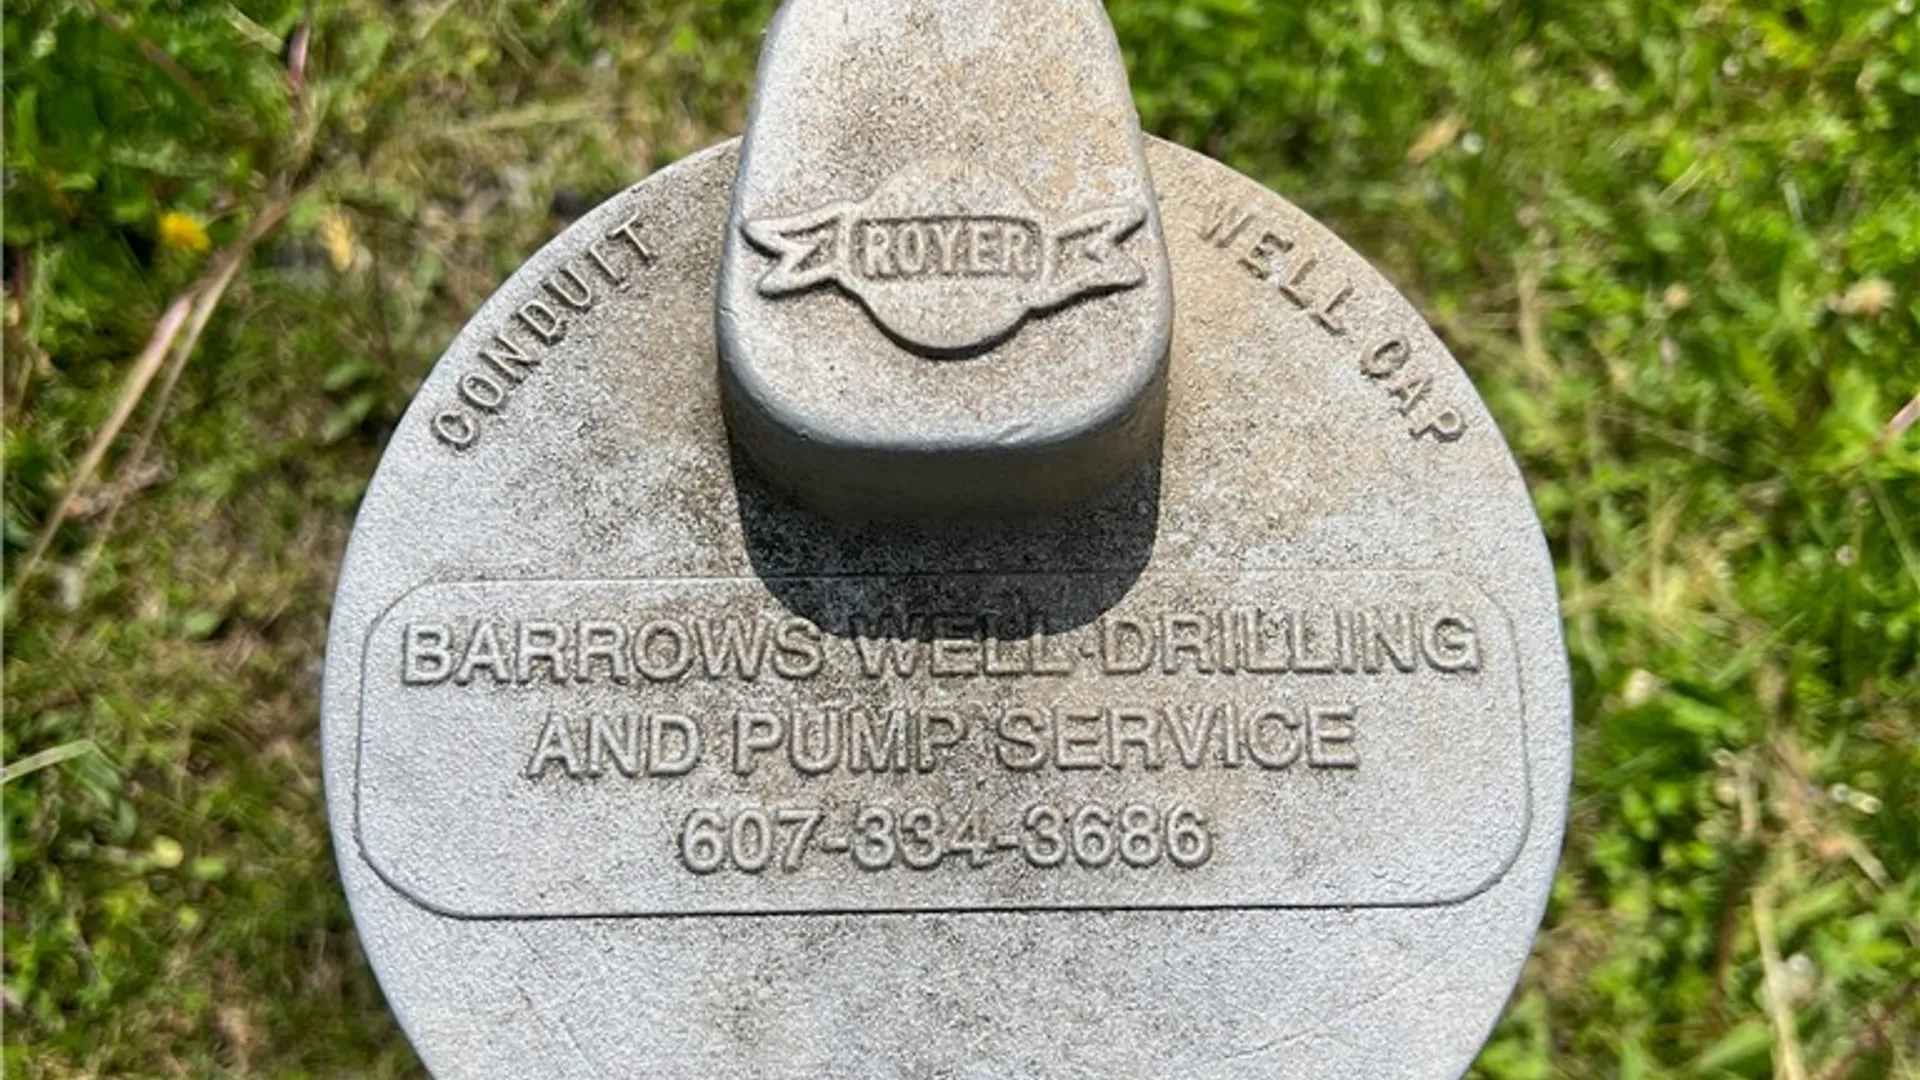 ROYER
CONDUIT WELL CAP
BARROWS WELL DRILLING
AND PUMP SERVICE
607-334-3686